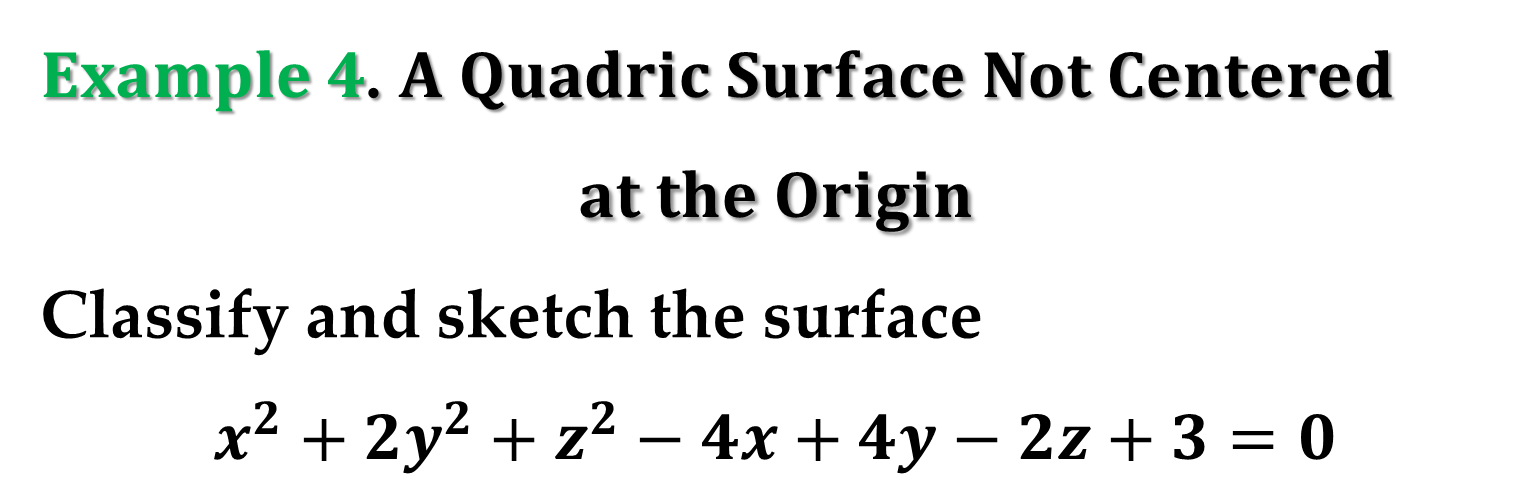 Example 4. A Quadric Surface Not Centered
at the Origin
Classify and sketch the surface
x² + 2y² + z² − 4x + 4y − 2z + 3 = 0